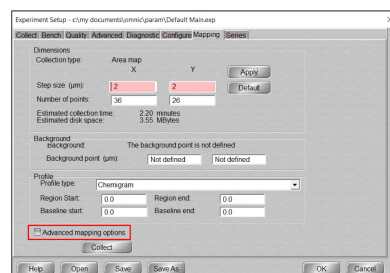 Experiment Setup - c:\my documents\omnic\param\Default Main.exp
Collect Bench Quality Advanced Diagnostic Configure Mapping Series
Dimensions
Collection type: Area map
X Y
Apply
Step size (µm): 2 2 Default
Number of points: 36 26
Estimated collection time: 2.20 minutes
Estimated disk space: 3.55 MBytes
Background
Background: The background point is not defined
Background point (µm): Not defined Not defined
Profile
Profile type: Chemigram
Region Start: 0.0 Region end: 0.0
Baseline start: 0.0 Baseline end: 0.0
Advanced mapping options
Collect
Help Open Save Save As OK Cancel